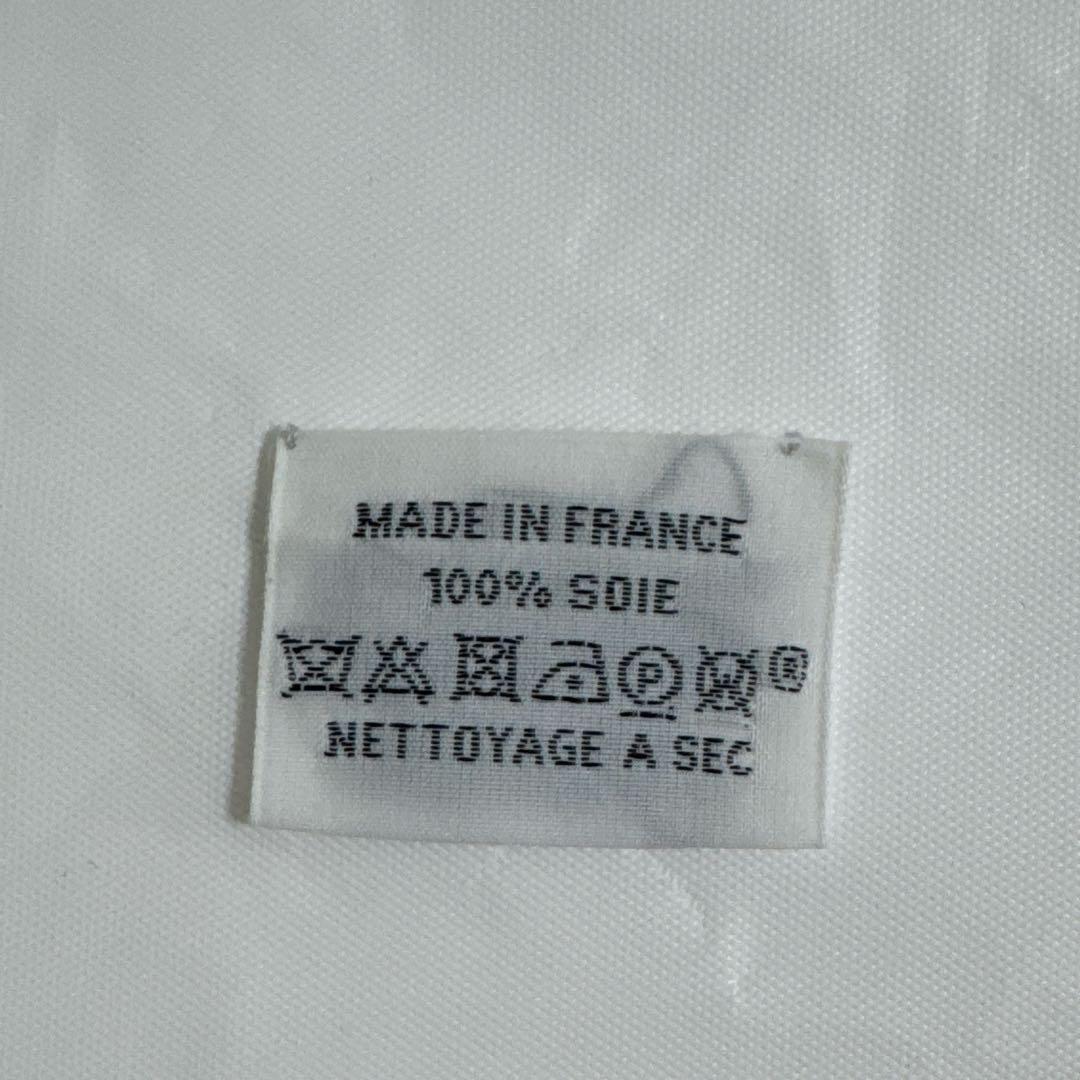 MADE IN FRANCE
100% SOIE
P W ®
NETTOYAGE A SEC